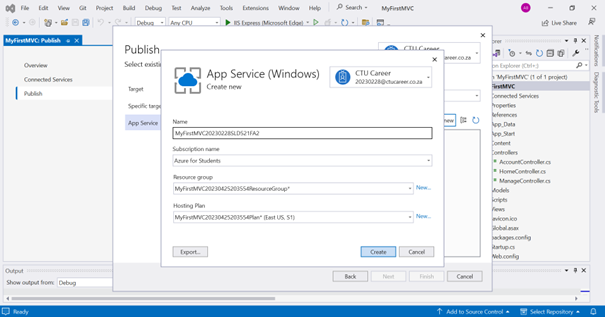 File Edit View Git Project Build Debug Test Analyze Tools Extensions Window Help Search MyFirstMVC
Debug Any CPU IIS Express (Microsoft Edge) Live Share
MyFirstMVC: Publish
Overview
Connected Services
Publish
Publish
Select existin
Target
Specific targe
App Service
CTU Career
App Service (Windows)
Create new
CTU Career
20230228@ctucareer.co.za
Name
MyFirstMVC20230228SLD521FA2
Subscription name
Azure for Students
Resource group
MyFirstMVC20230425203554ResourceGroup*
New...
Hosting Plan
MyFirstMVC20230425203554Plan* (East US, S1)
New...
Export...
Create
Cancel
Back
Next
Finish
Cancel
'MyFirstMVC' (1 of 1 project)
FirstMVC
Connected Services
Properties
References
App_Data
App_Start
Content
Controllers
AccountController.cs
HomeController.cs
ManageController.cs
Models
Scripts
Views
favicon.ico
Global.asax
packages.config
Startup.cs
Web.config
Notifications
Diagnostic Tools
Output
Show output from: Debug
Ready
Add to Source Control
Select Repository